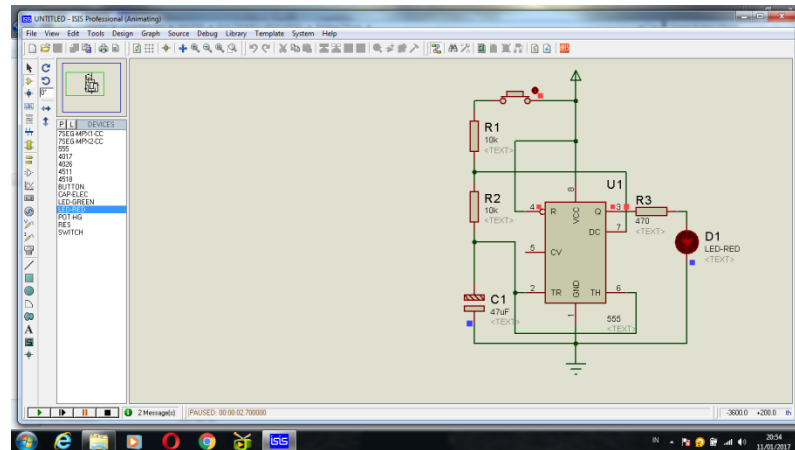 UNTITLED - ISIS Professional (Animating)
File View Edit Tools Design Graph Source Debug Library Template System Help
0°
P L DEVICES
7SEG-MPX1-CC
7SEG-MPX2-CC
555
4017
4026
4511
4518
BUTTON
CAP-ELEC
LED-GREEN
LED-RED
POT-HG
RES
SWITCH
R1
10k
<TEXT>
R2
10k
<TEXT>
C1
47uF
<TEXT>
U1
8
VCC
4 R
Q 3
DC 7
5 CV
2 TR
GND
TH 6
1
555
<TEXT>
R3
470
<TEXT>
D1
LED-RED
<TEXT>
2 Message(s)
PAUSED: 00:00:02.700000
-3600.0 +200.0 th
isis
IN
20:54
11/01/2017